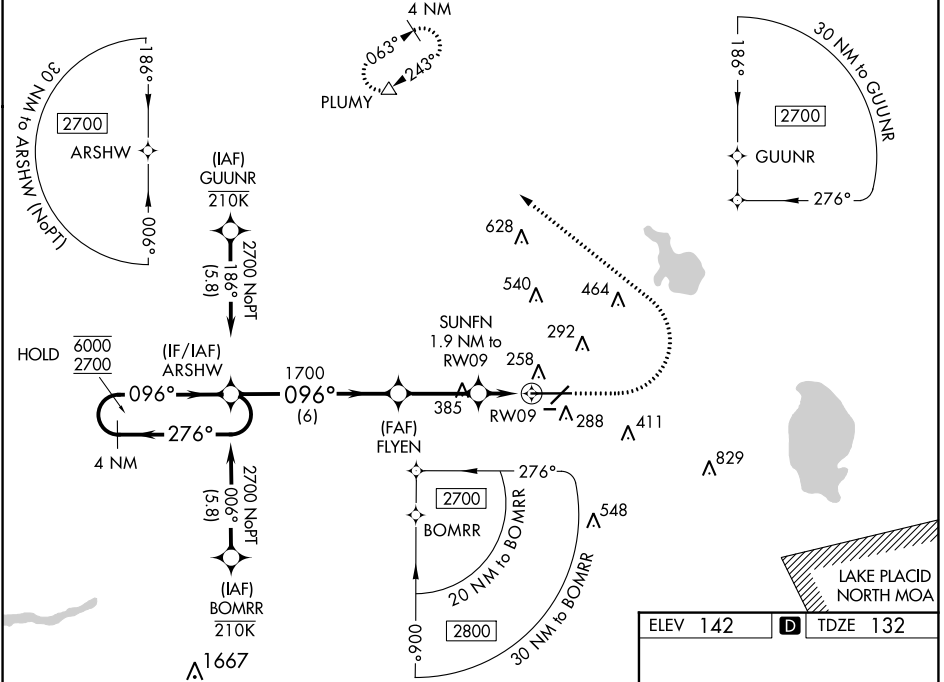 4 NM
063°
243°
PLUMY
30 NM to ARSHW (NoPT)
186°
2700
ARSHW
006°
30 NM to GUUNR
186°
2700
GUUNR
276°
(IAF)
GUUNR
210K
2700 NoPT
186°
(5.8)
628
540
464
292
258
SUNFN
1.9 NM to
RW09
HOLD
6000
2700
(IF/IAF)
ARSHW
096°
276°
4 NM
1700
096°
(6)
385
RW09
288
411
829
(FAF)
FLYEN
2700 NoPT
006°
(5.8)
(IAF)
BOMRR
210K
1667
276°
2700
BOMRR
20 NM to BOMRR
2800
30 NM to BOMRR
006°
548
LAKE PLACID
NORTH MOA
ELEV 142 D TDZE 132